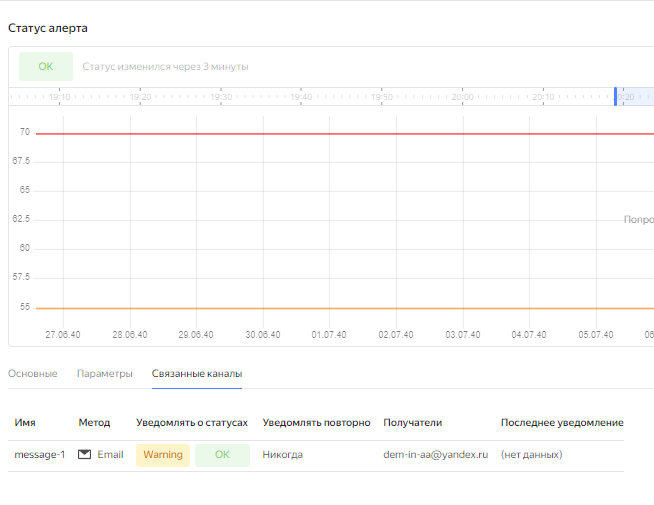 Статус алерта
OK Статус изменился через 3 минуты
19:10 19:20 19:30 19:40 19:50 20:00 20:10 0:20
70
67.5
65
62.5 Попро
60
57.5
55
27.06.40 28.06.40 29.06.40 30.06.40 01.07.40 02.07.40 03.07.40 04.07.40 05.07.40 06
Основные Параметры Связанные каналы
Имя Метод Уведомлять о статусах Уведомлять повторно Получатели Последнее уведомление
message-1 Email Warning OK Никогда dem-in-aa@yandex.ru (нет данных)